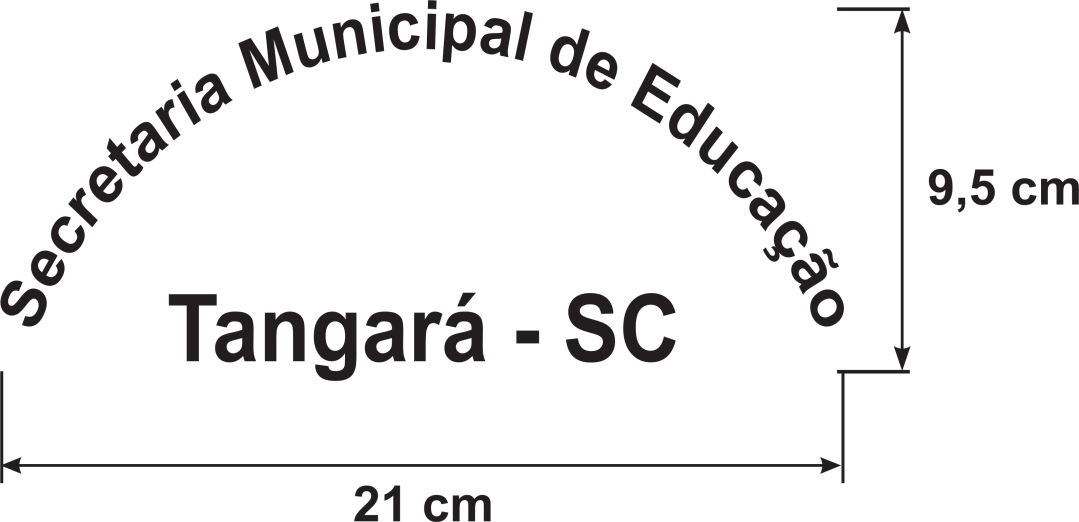 Secretaria Municipal de Educação
9,5 cm
Tangará - SC
21 cm